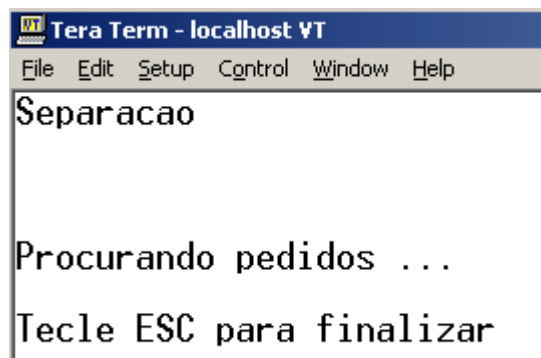 Tera Term - localhost VT
File Edit Setup Control Window Help
Separacao
Procurando pedidos ...
Tecle ESC para finalizar